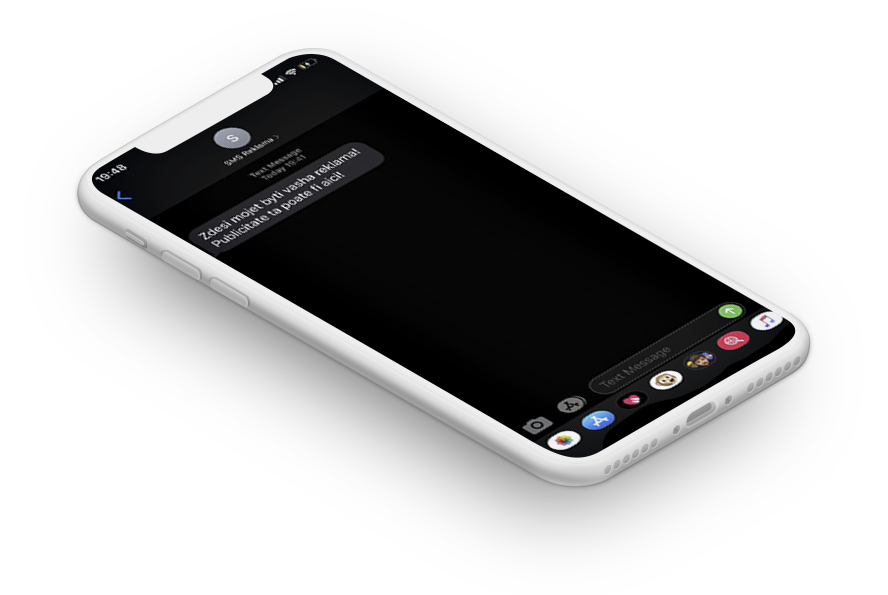 19:48
S
SMS Reklama
Text Message
Today 19:41
Zdesi mojet byti vasha reklama!
Publicitate ta poate fi aici!
Text Message